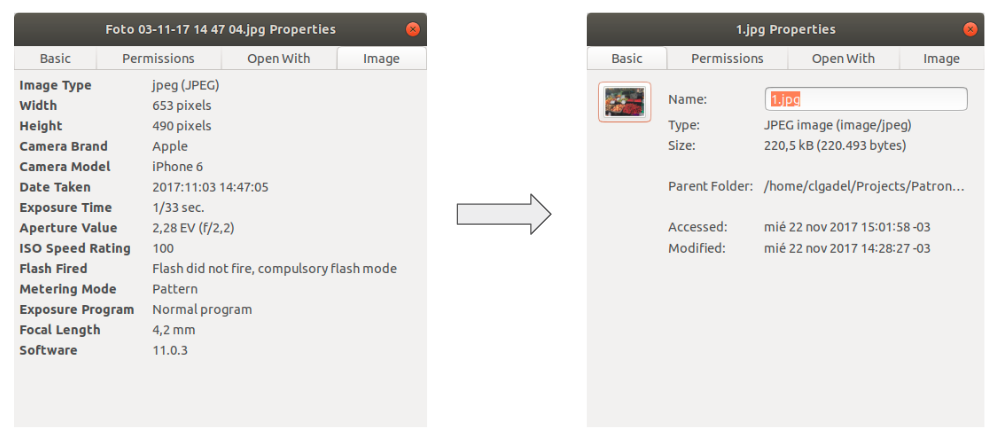 Foto 03-11-17 14 47 04.jpg Properties
Basic Permissions Open With Image
Image Type jpeg (JPEG)
Width 653 pixels
Height 490 pixels
Camera Brand Apple
Camera Model iPhone 6
Date Taken 2017:11:03 14:47:05
Exposure Time 1/33 sec.
Aperture Value 2,28 EV (f/2,2)
ISO Speed Rating 100
Flash Fired Flash did not fire, compulsory flash mode
Metering Mode Pattern
Exposure Program Normal program
Focal Length 4,2 mm
Software 11.0.3
1.jpg Properties
Basic Permissions Open With Image
Name: 1.jpg
Type: JPEG image (image/jpeg)
Size: 220,5 kB (220.493 bytes)
Parent Folder: /home/clgadel/Projects/Patron...
Accessed: mié 22 nov 2017 15:01:58 -03
Modified: mié 22 nov 2017 14:28:27 -03